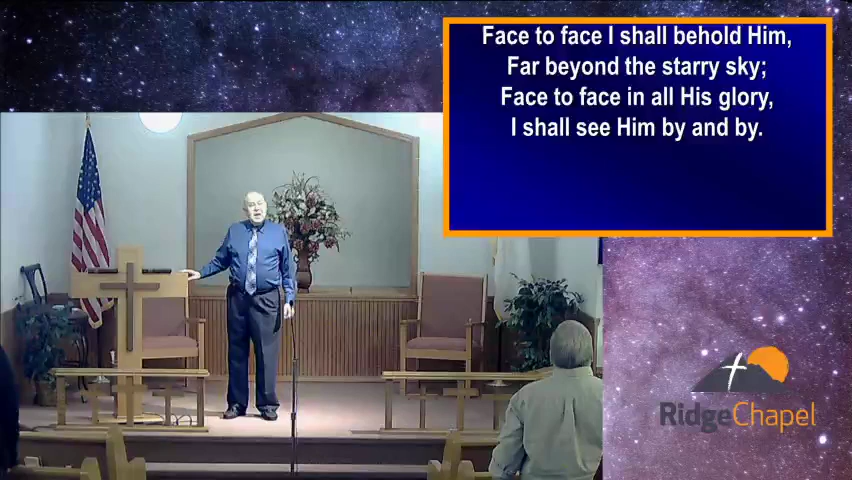 Face to face I shall behold Him,
Far beyond the starry sky;
Face to face in all His glory,
I shall see Him by and by.
RidgeChapel